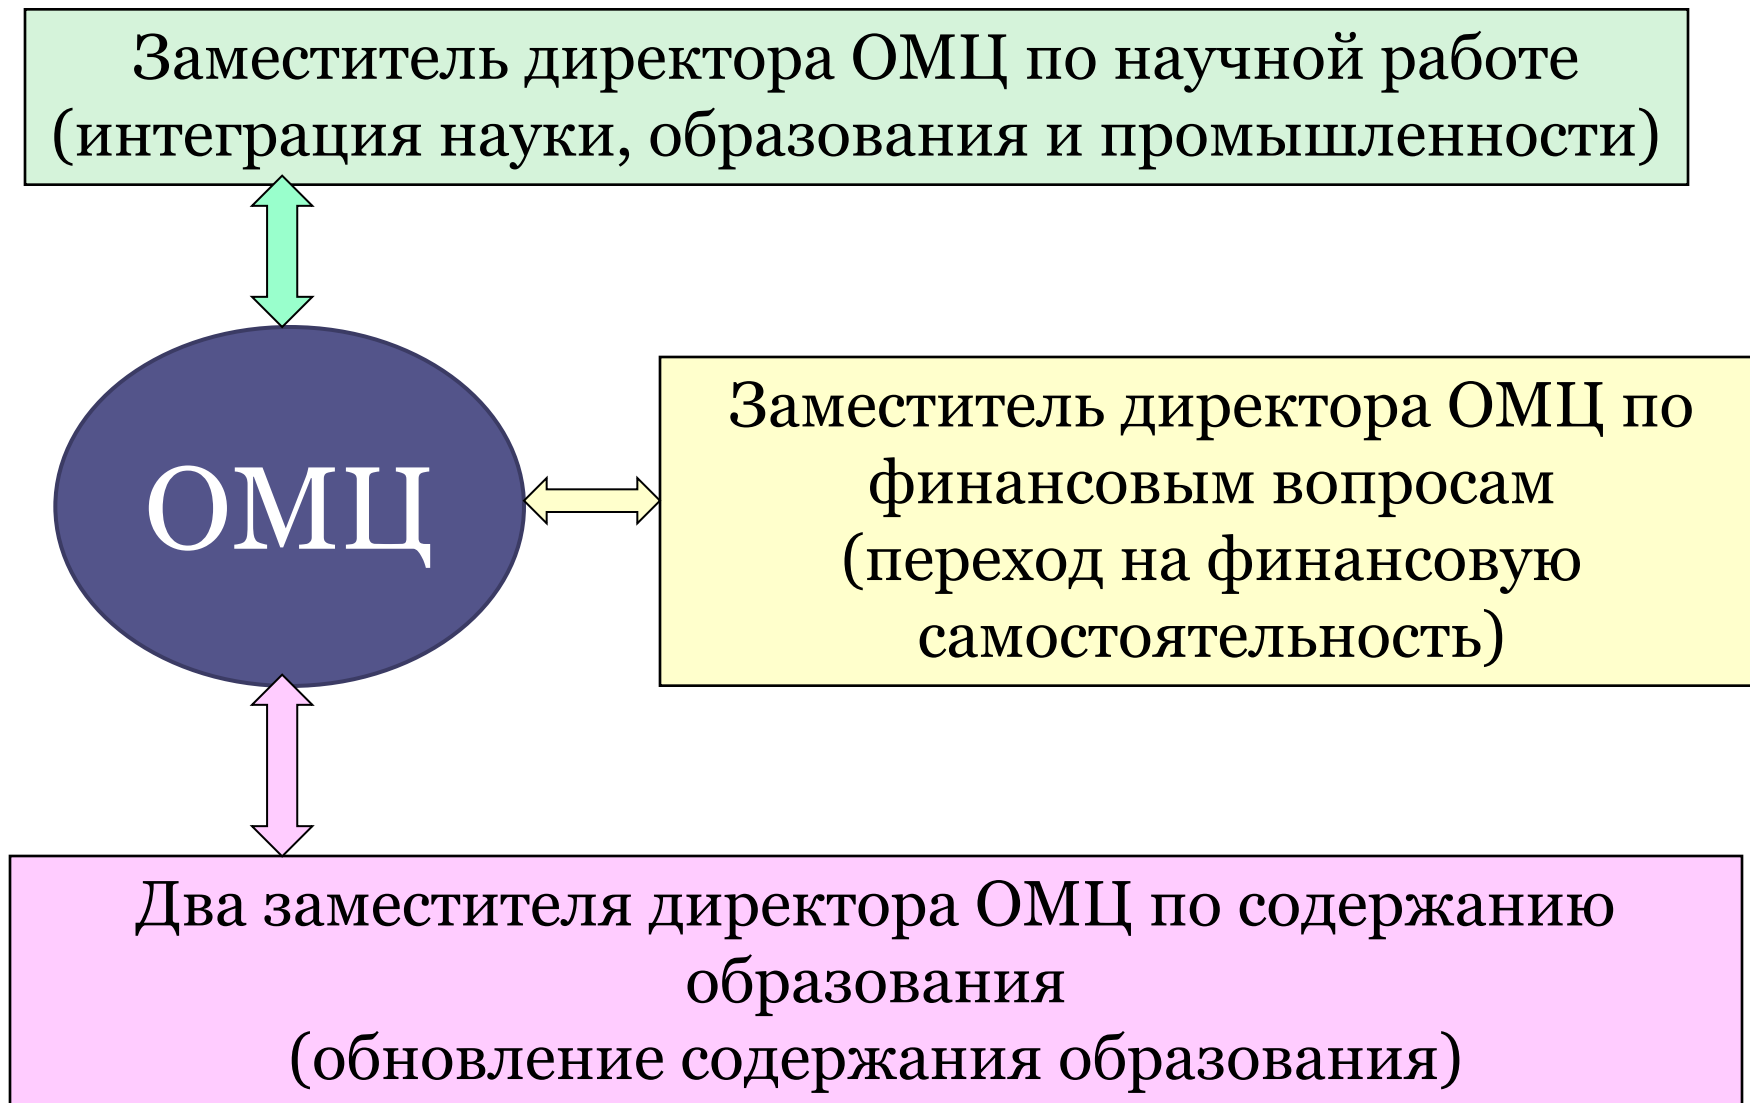 Заместитель директора ОМЦ по научной работе
(интеграция науки, образования и промышленности)
ОМЦ
Заместитель директора ОМЦ по
финансовым вопросам
(переход на финансовую
самостоятельность)
Два заместителя директора ОМЦ по содержанию
образования
(обновление содержания образования)